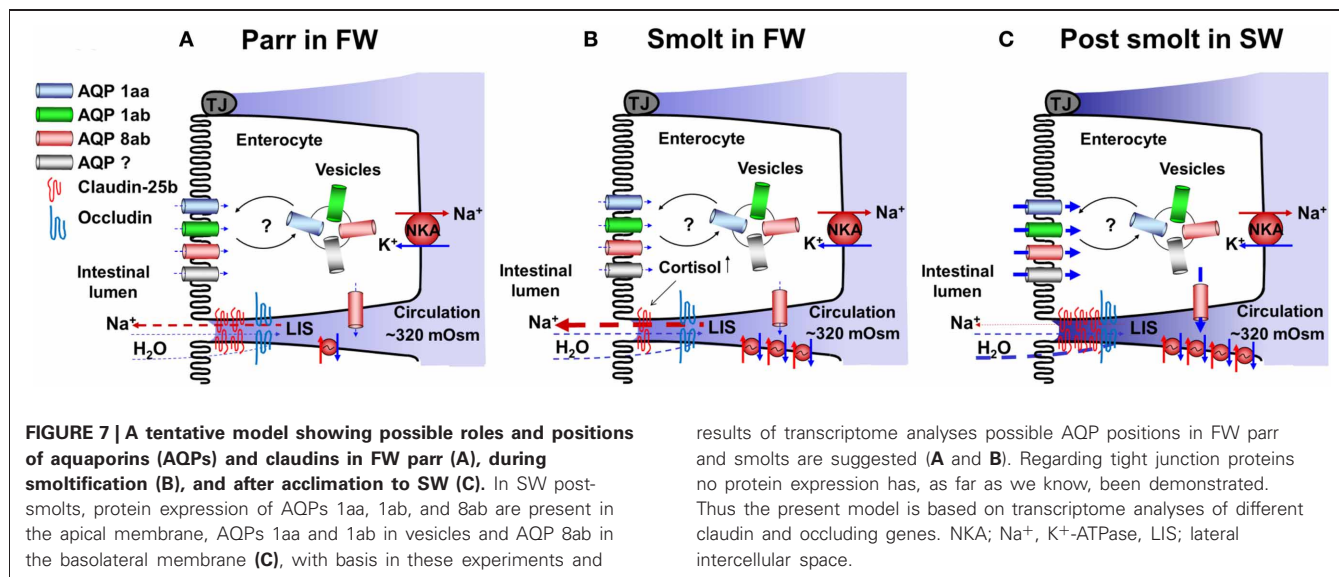 A Parr in FW
B Smolt in FW
C Post smolt in SW
AQP 1aa
AQP 1ab
AQP 8ab
AQP ?
Claudin-25b
Occludin
TJ
Enterocyte
Vesicles
?
Na⁺
NKA
K⁺
Intestinal
lumen
Na⁺
H₂O
LIS
Circulation
~320 mOsm
TJ
Enterocyte
Vesicles
?
Na⁺
NKA
K⁺
Cortisol ↑
Intestinal
lumen
Na⁺
H₂O
LIS
Circulation
~320 mOsm
TJ
Enterocyte
Vesicles
?
Na⁺
NKA
K⁺
Intestinal
lumen
Na⁺
H₂O
LIS
Circulation
~320 mOsm
FIGURE 7 | A tentative model showing possible roles and positions
of aquaporins (AQPs) and claudins in FW parr (A), during
smoltification (B), and after acclimation to SW (C). In SW post-
smolts, protein expression of AQPs 1aa, 1ab, and 8ab are present in
the apical membrane, AQPs 1aa and 1ab in vesicles and AQP 8ab in
the basolateral membrane (C), with basis in these experiments and
results of transcriptome analyses possible AQP positions in FW parr
and smolts are suggested (A and B). Regarding tight junction proteins
no protein expression has, as far as we know, been demonstrated.
Thus the present model is based on transcriptome analyses of different
claudin and occluding genes. NKA; Na⁺, K⁺-ATPase, LIS; lateral
intercellular space.